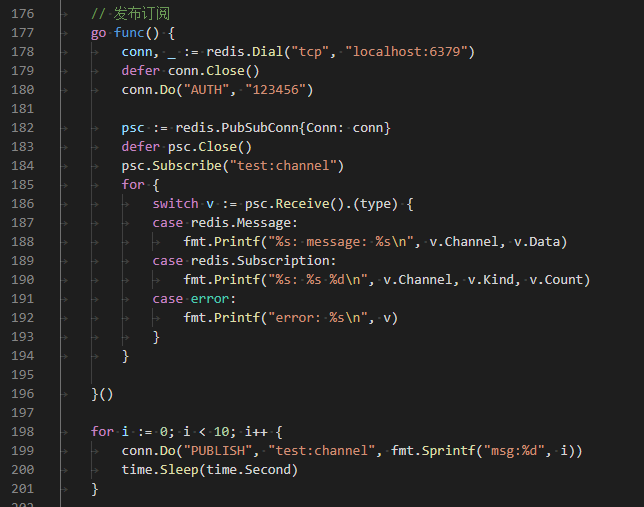 176 // 发布订阅
177 go func() {
178 conn, _ := redis.Dial("tcp", "localhost:6379")
179 defer conn.Close()
180 conn.Do("AUTH", "123456")
181
182 psc := redis.PubSubConn{Conn: conn}
183 defer psc.Close()
184 psc.Subscribe("test:channel")
185 for {
186 switch v := psc.Receive().(type) {
187 case redis.Message:
188 fmt.Printf("%s: message: %s\n", v.Channel, v.Data)
189 case redis.Subscription:
190 fmt.Printf("%s: %s %d\n", v.Channel, v.Kind, v.Count)
191 case error:
192 fmt.Printf("error: %s\n", v)
193 }
194 }
195
196 }()
197
198 for i := 0; i < 10; i++ {
199 conn.Do("PUBLISH", "test:channel", fmt.Sprintf("msg:%d", i))
200 time.Sleep(time.Second)
201 }